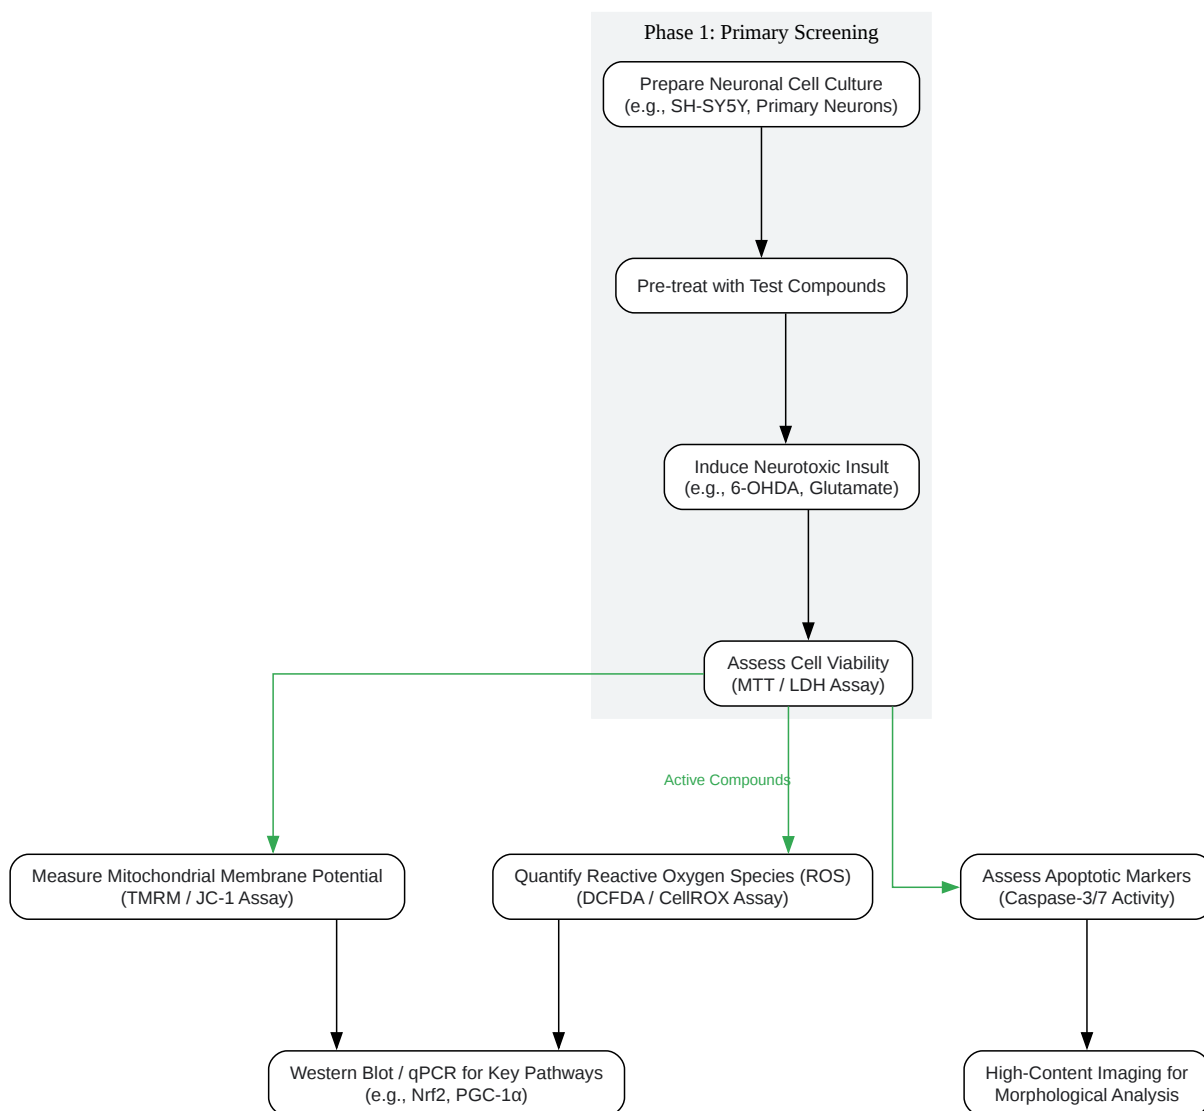 Phase 1: Primary Screening
Prepare Neuronal Cell Culture
(e.g., SH-SY5Y, Primary Neurons)
Pre-treat with Test Compounds
Induce Neurotoxic Insult
(e.g., 6-OHDA, Glutamate)
Assess Cell Viability
(MTT / LDH Assay)
Active Compounds
Measure Mitochondrial Membrane Potential
(TMRM / JC-1 Assay)
Quantify Reactive Oxygen Species (ROS)
(DCFDA / CellROX Assay)
Assess Apoptotic Markers
(Caspase-3/7 Activity)
Western Blot / qPCR for Key Pathways
(e.g., Nrf2, PGC-1α)
High-Content Imaging for
Morphological Analysis